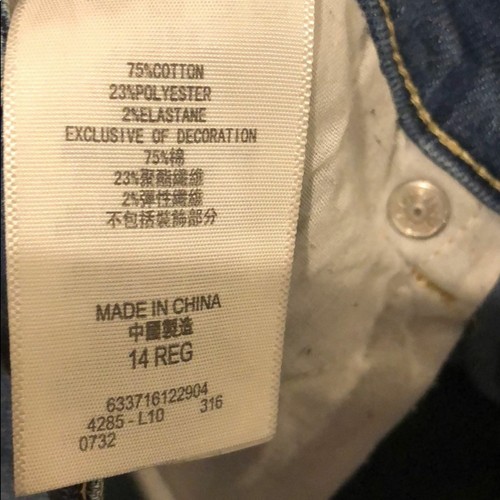 75%COTTON
23%POLYESTER
2%ELASTANE
EXCLUSIVE OF DECORATION
75%棉
23%聚酯纖維
2%彈性纖維
不包括裝飾部分
MADE IN CHINA
中國製造
14 REG
633716122904
4285-L10 316
0732